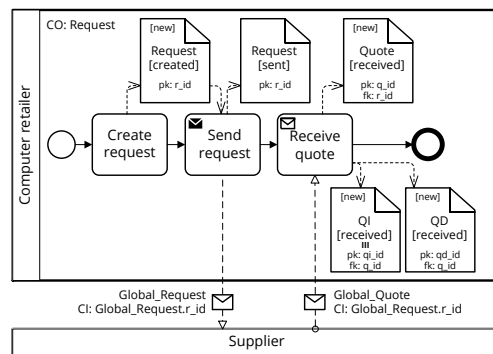 CO: Request
[new]
Request
[created]
pk: r_id
Request
[sent]
pk: r_id
[new]
Quote
[received]
pk: q_id
fk: r_id
Computer retailer
Create
request
Send
request
Receive
quote
[new]
QI
[received]
pk: qi_id
fk: q_id
[new]
QD
[received]
pk: qd_id
fk: q_id
Global_Request
CI: Global_Request.r_id
Global_Quote
CI: Global_Request.r_id
Supplier